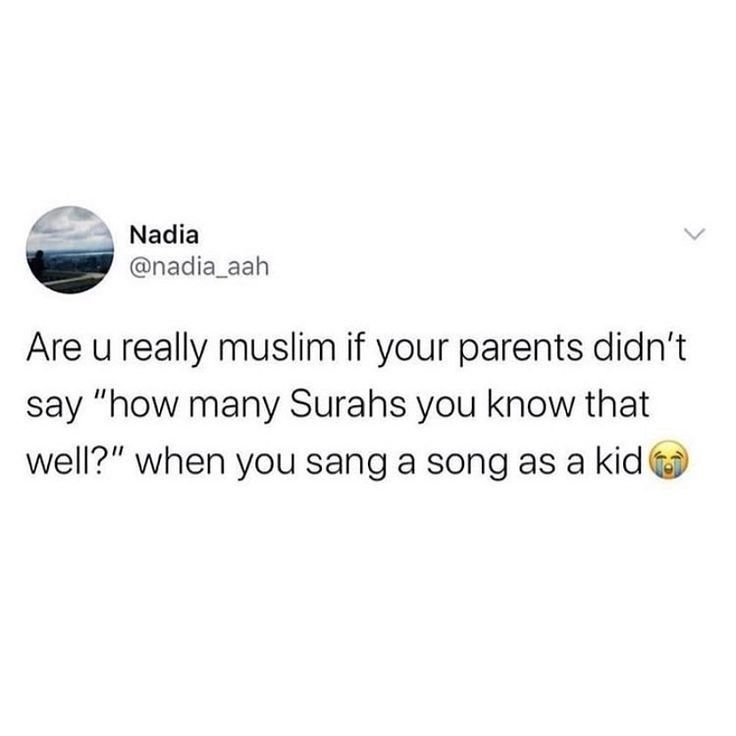 Nadia
@nadia_aah
Are u really muslim if your parents didn't
say "how many Surahs you know that
well?" when you sang a song as a kid😭